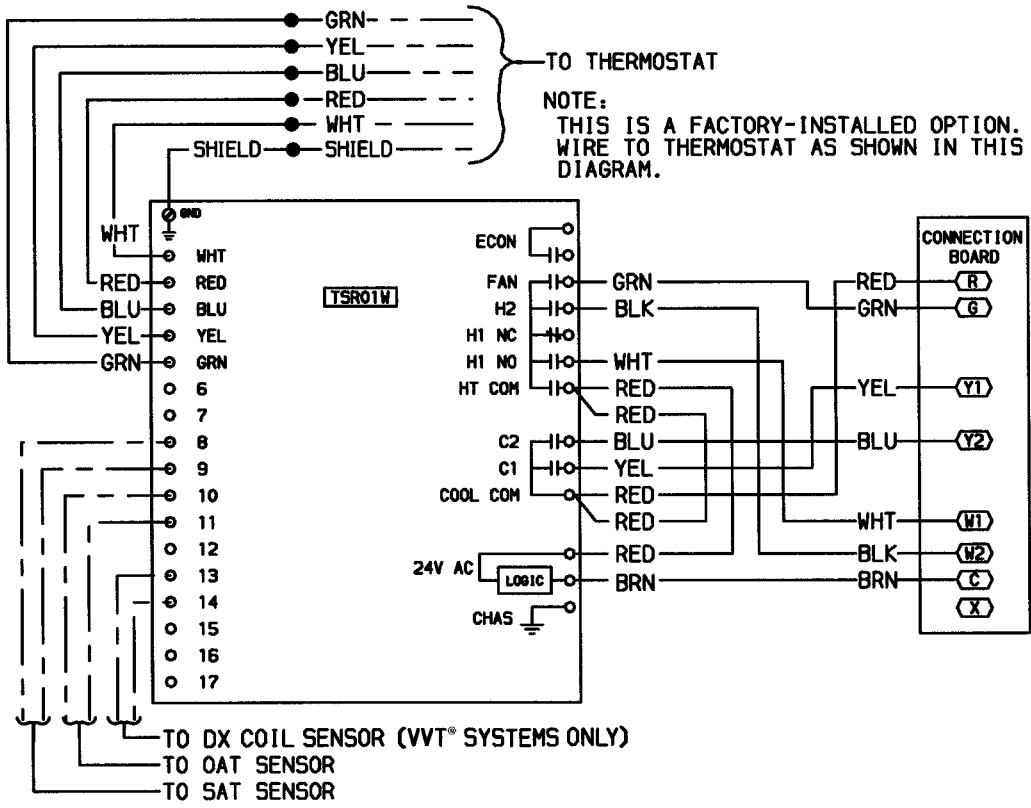 GRN
YEL
BLU
RED
WHT
SHIELD SHIELD
TO THERMOSTAT
NOTE:
THIS IS A FACTORY-INSTALLED OPTION.
WIRE TO THERMOSTAT AS SHOWN IN THIS
DIAGRAM.
GND
WHT WHT
RED RED
BLU BLU
YEL YEL
GRN GRN
6
7
8
9
10
11
12
13
14
15
16
17
TSR01W
ECON
FAN GRN
H2 BLK
H1 NC
H1 NO WHT
HT COM RED
RED
C2 BLU
C1 YEL
COOL COM RED
RED
24V AC RED
LOGIC BRN
CHAS
CONNECTION
BOARD
RED R
GRN G
YEL Y1
BLU Y2
WHT W1
BLK W2
BRN C
X
TO DX COIL SENSOR (VVT® SYSTEMS ONLY)
TO OAT SENSOR
TO SAT SENSOR